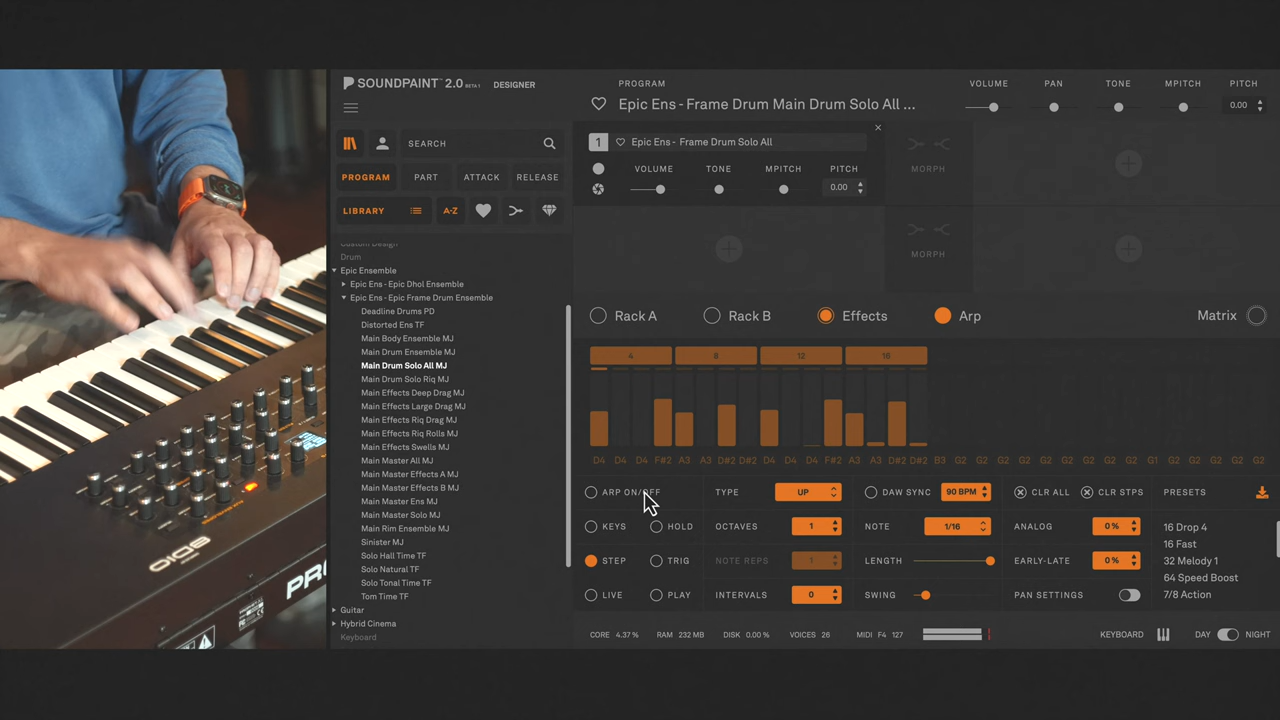 SOUNDPAINT™ 2.0 BETA 1 DESIGNER
SEARCH
PROGRAM PART ATTACK RELEASE
LIBRARY A-Z
Custom Design
Drum
Epic Ensemble
Epic Ens - Epic Dhol Ensemble
Epic Ens - Epic Frame Drum Ensemble
Deadline Drums PD
Distorted Ens TF
Main Body Ensemble MJ
Main Drum Ensemble MJ
Main Drum Solo All MJ
Main Drum Solo Riq MJ
Main Effects Deep Drag MJ
Main Effects Large Drag MJ
Main Effects Riq Drag MJ
Main Effects Riq Rolls MJ
Main Effects Swells MJ
Main Master All MJ
Main Master Effects A MJ
Main Master Effects B MJ
Main Master Ens MJ
Main Master Solo MJ
Main Rim Ensemble MJ
Sinister MJ
Solo Hall Time TF
Solo Natural TF
Solo Tonal Time TF
Tom Time TF
Guitar
Hybrid Cinema
Keyboard
PROGRAM
Epic Ens - Frame Drum Main Drum Solo All ...
VOLUME PAN TONE MPITCH PITCH
0.00
1 Epic Ens - Frame Drum Solo All
VOLUME TONE MPITCH PITCH
0.00
MORPH
MORPH
Rack A Rack B Effects Arp Matrix
4 8 12 16
D4 D4 D4 F#2 A3 A3 D#2 D#2 D4 D4 D4 F#2 A3 A3 D#2 D#2 B3 G2 G2 G2 G2 G2 G2 G2 G2 G2 G1 G2 G2 G2 G2 G2
ARP ON/OFF TYPE UP DAW SYNC 90 BPM CLR ALL CLR STPS PRESETS
KEYS HOLD OCTAVES 1 NOTE 1/16 ANALOG 0 % 16 Drop 4
16 Fast
STEP TRIG NOTE REPS 1 LENGTH EARLY-LATE 0 % 32 Melody 1
64 Speed Boost
LIVE PLAY INTERVALS 0 SWING PAN SETTINGS 7/8 Action
CORE 4.37 % RAM 232 MB DISK 0.00 % VOICES 26 MIDI F4 127 KEYBOARD DAY NIGHT